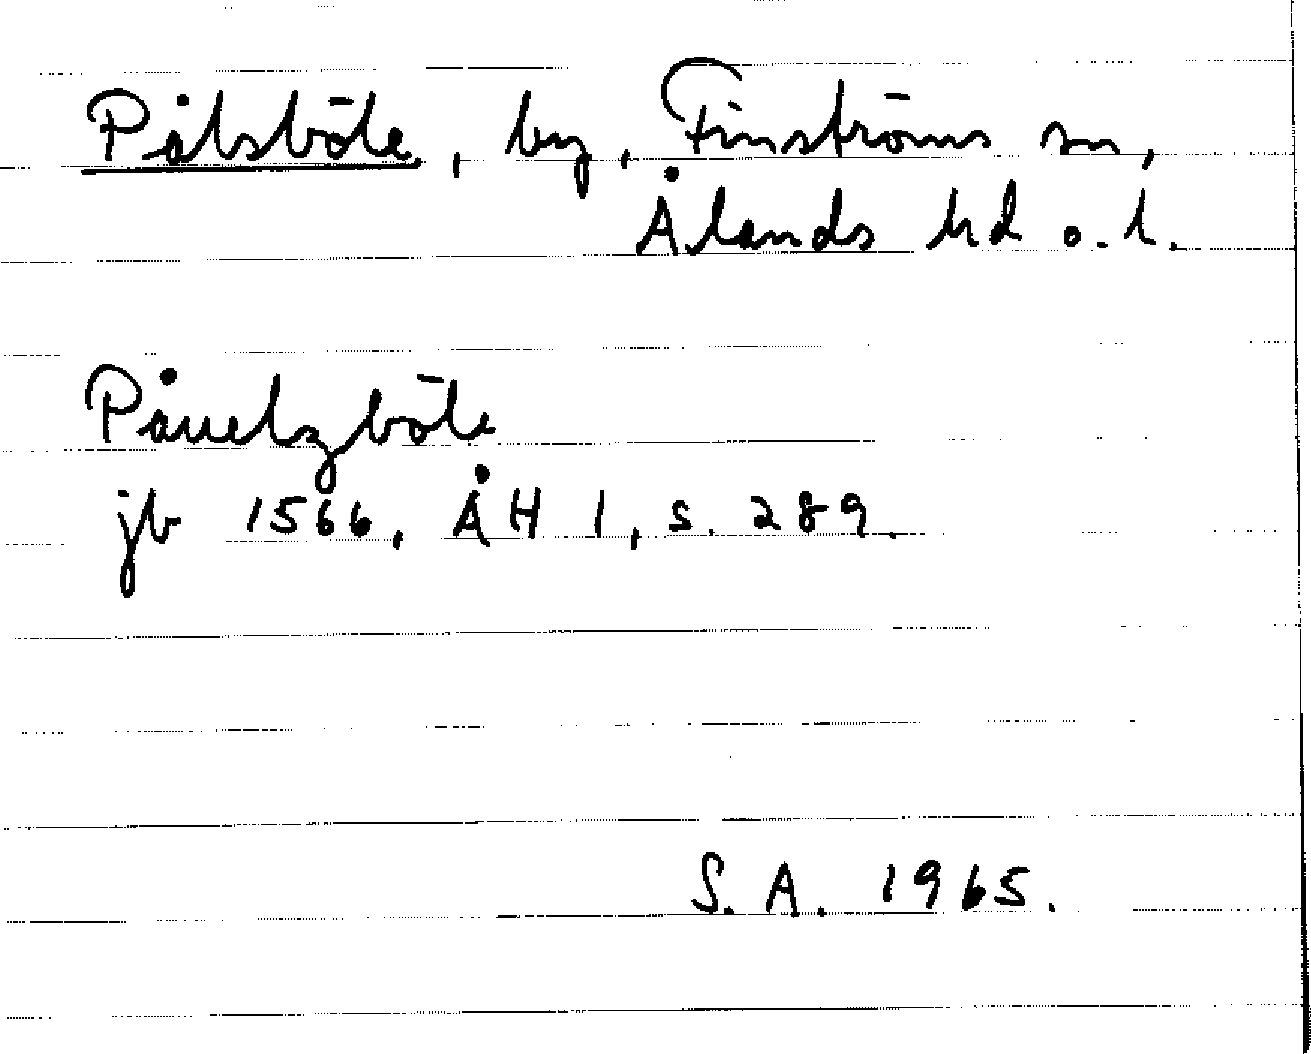 Pålsböle, by, Finströms sn,
Ålands hd o. l.
Påuelzböle
jb 1566, ÅH 1, s. 289.
S. A. 1965.